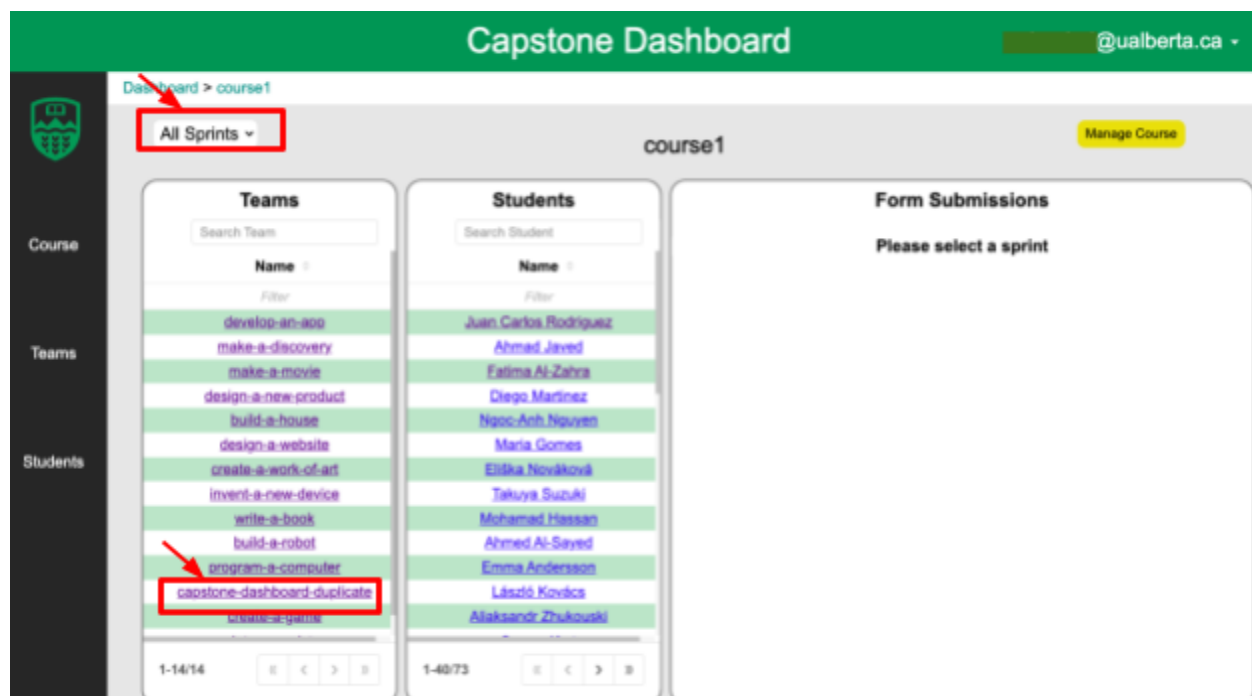 Capstone Dashboard
@ualberta.ca
Dashboard > course1
All Sprints
course1
Manage Course
Course
Teams
Students
Teams
Search Team
Name
Filter
develop-an-app
make-a-discovery
make-a-movie
design-a-new-product
build-a-house
design-a-website
create-a-work-of-art
invent-a-new-device
write-a-book
build-a-robot
program-a-computer
capstone-dashboard-duplicate
create-a-game
1-14/14
Students
Search Student
Name
Filter
Juan Carlos Rodriguez
Ahmad Javed
Fatima Al-Zahra
Diego Martinez
Ngoc-Anh Nguyen
Maria Gomes
Eliška Nováková
Takuya Suzuki
Mohamad Hassan
Ahmed Al-Sayed
Emma Andersson
László Kovács
Aliaksandr Zhukouski
1-40/73
Form Submissions
Please select a sprint